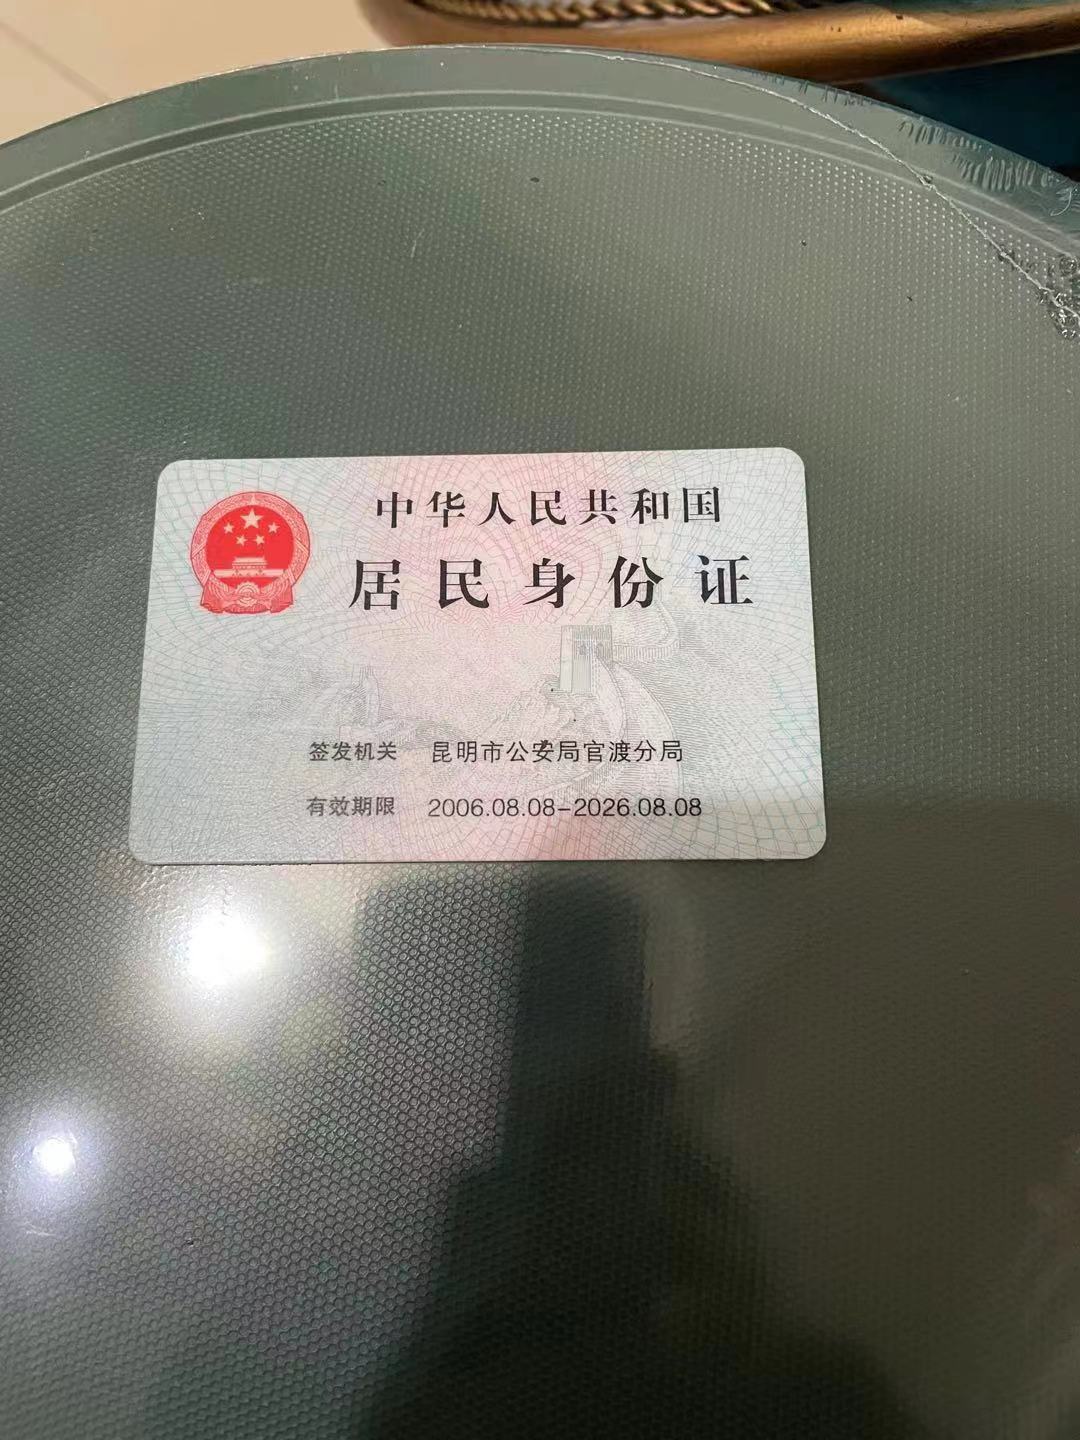 中华人民共和国
居民身份证
签发机关 昆明市公安局官渡分局
有效期限 2006.08.08-2026.08.08